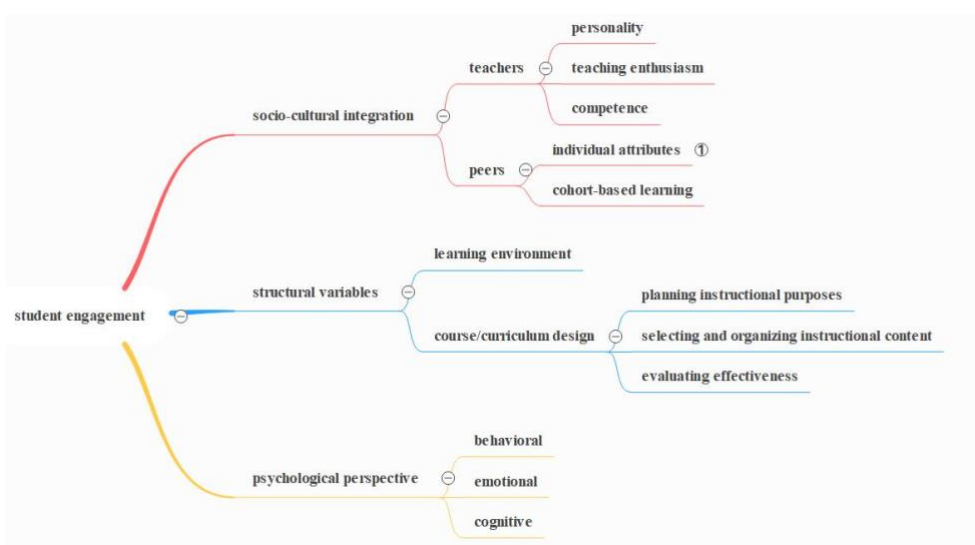 personality
teachers
teaching enthusiasm
competence
socio-cultural integration
individual attributes ①
peers
cohort-based learning
learning environment
structural variables
planning instructional purposes
student engagement
course/curriculum design
selecting and organizing instructional content
evaluating effectiveness
behavioral
psychological perspective
emotional
cognitive